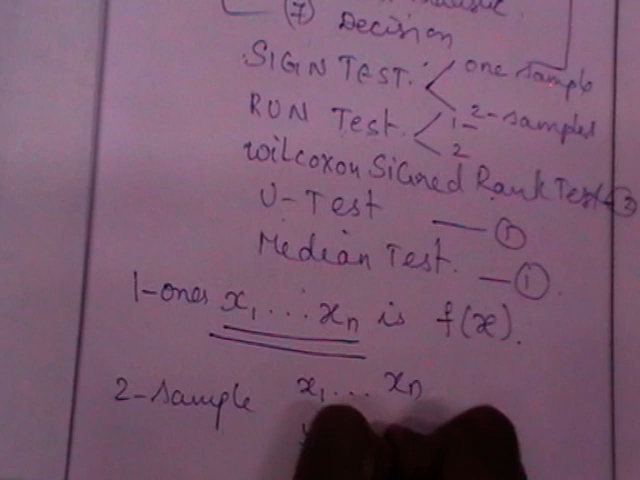 (7) Decision
SIGN TEST. one sample
2-samples
RUN Test. 1-
2
Wilcoxon Signed Rank Test
U-Test — ①
Median Test. — ①.
1-ones x₁ ... xₙ is f(x).
2-sample x₁ ... xₙ